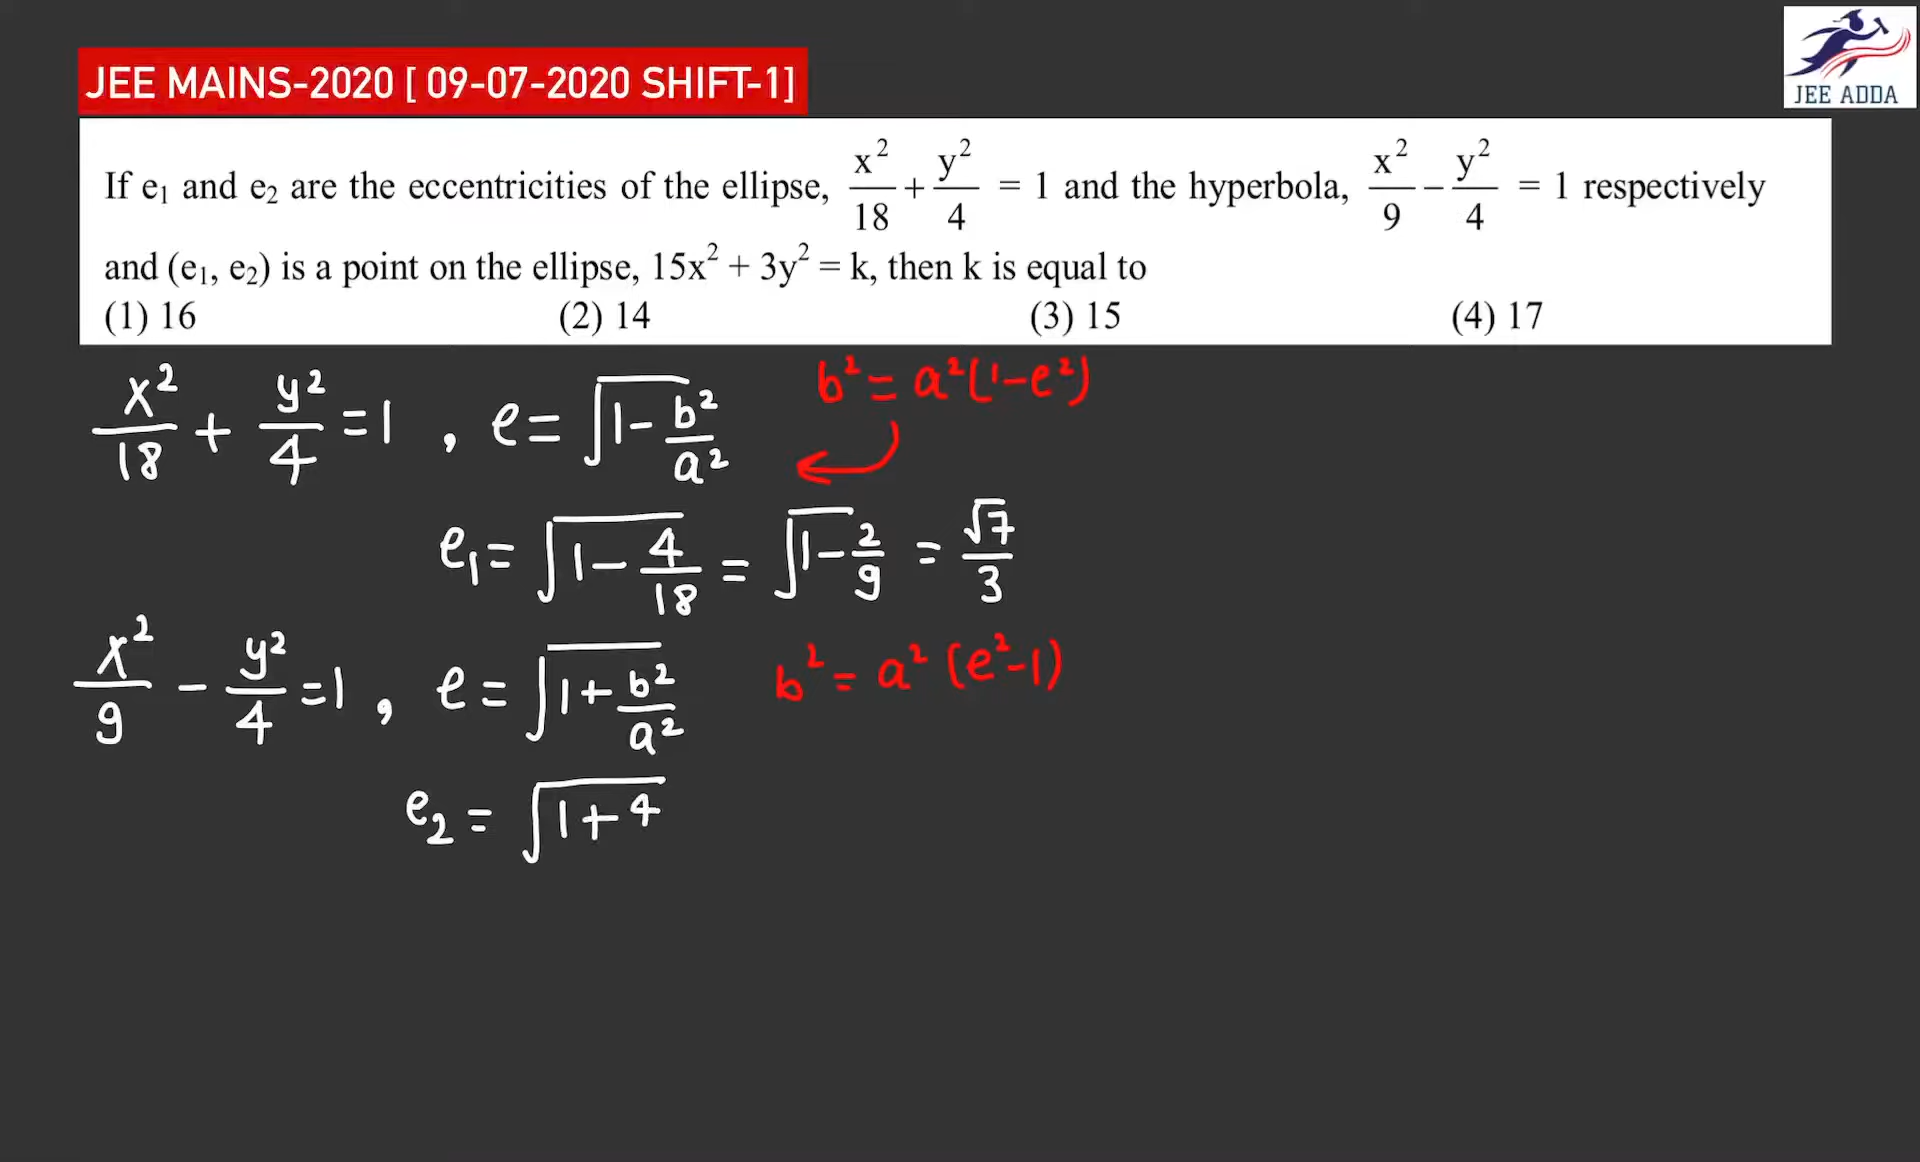 JEE MAINS-2020 [ 09-07-2020 SHIFT-1]
JEE ADDA
If e₁ and e₂ are the eccentricities of the ellipse, x²/18 + y²/4 = 1 and the hyperbola, x²/9 − y²/4 = 1 respectively
and (e₁, e₂) is a point on the ellipse, 15x² + 3y² = k, then k is equal to
(1) 16 (2) 14 (3) 15 (4) 17
x²/18 + y²/4 = 1 , e = √(1 − b²/a²) b² = a²(1−e²)
e₁ = √(1 − 4/18) = √(1 − 2/9) = √7/3
x²/9 − y²/4 = 1 , e = √(1 + b²/a²) b² = a² (e²−1)
e₂ = √(1 + 4